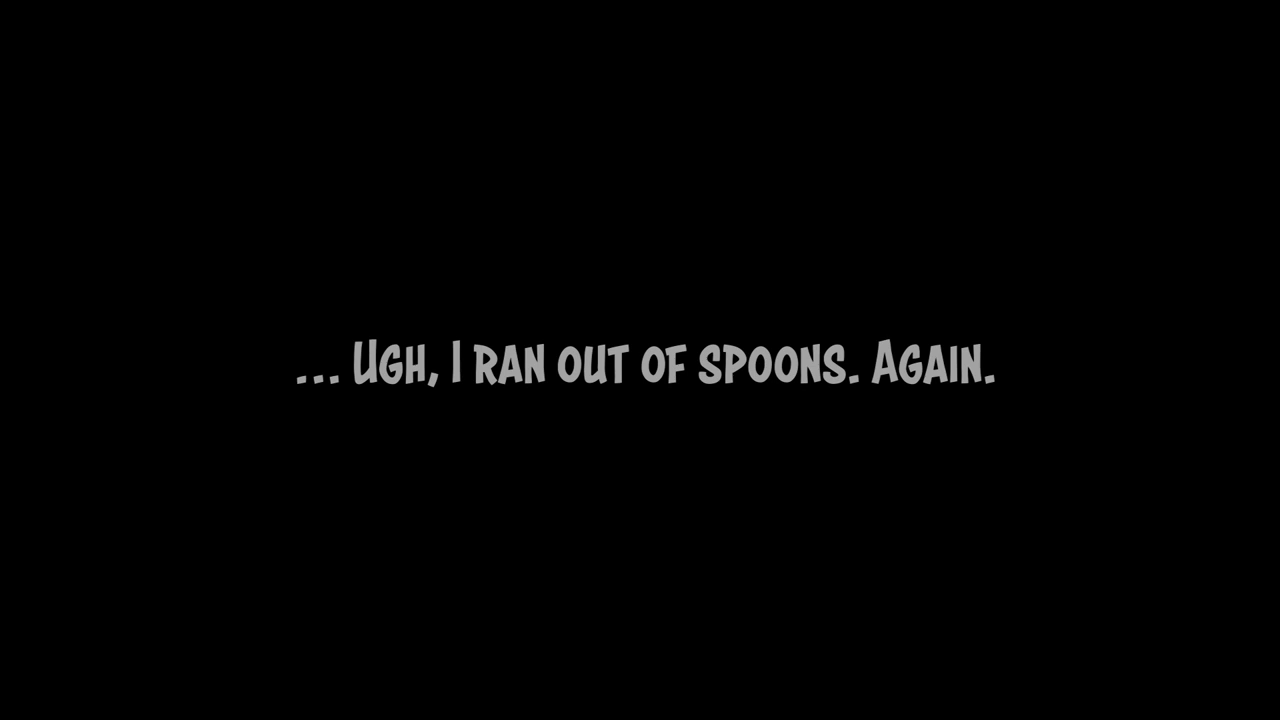 ... Ugh, I ran out of spoons. Again.